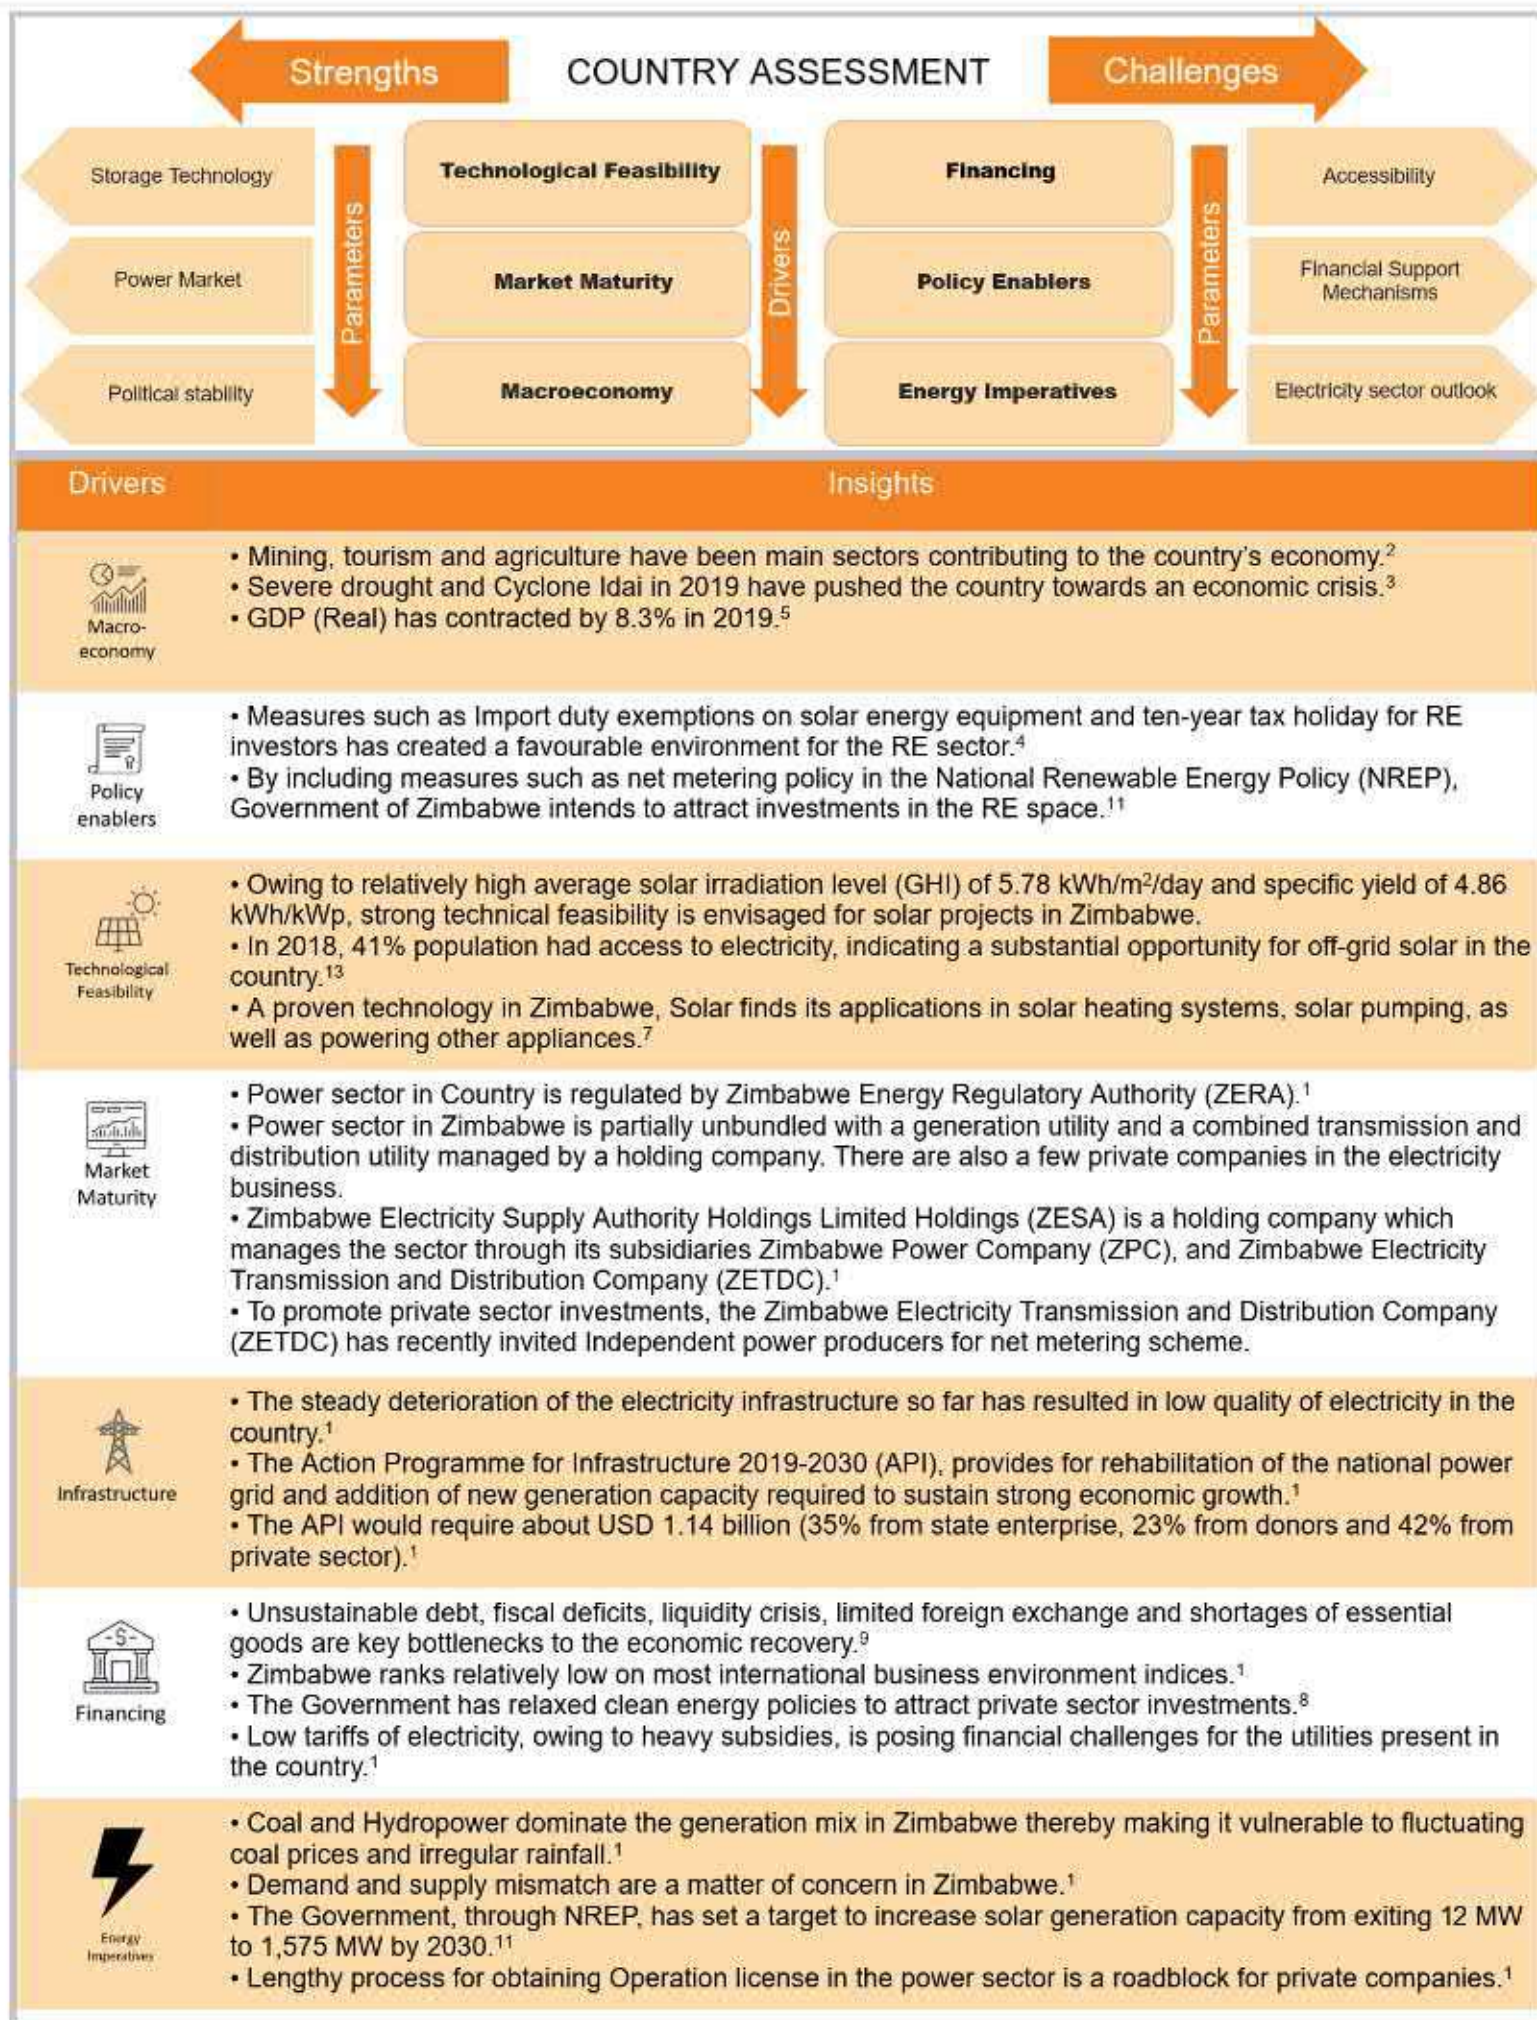 Strengths
COUNTRY ASSESSMENT
Challenges
Storage Technology
Technological Feasibility
Financing
Accessibility
Power Market
Market Maturity
Policy Enablers
Financial Support
Mechanisms
Political stability
Macroeconomy
Energy Imperatives
Electricity sector outlook
Parameters
Drivers
Parameters
Drivers
Insights
Macro-
economy
• Mining, tourism and agriculture have been main sectors contributing to the country's economy.²
• Severe drought and Cyclone Idai in 2019 have pushed the country towards an economic crisis.³
• GDP (Real) has contracted by 8.3% in 2019.⁵
Policy
enablers
• Measures such as Import duty exemptions on solar energy equipment and ten-year tax holiday for RE
investors has created a favourable environment for the RE sector.⁴
• By including measures such as net metering policy in the National Renewable Energy Policy (NREP),
Government of Zimbabwe intends to attract investments in the RE space.¹¹
Technological
Feasibility
• Owing to relatively high average solar irradiation level (GHI) of 5.78 kWh/m²/day and specific yield of 4.86
kWh/kWp, strong technical feasibility is envisaged for solar projects in Zimbabwe.
• In 2018, 41% population had access to electricity, indicating a substantial opportunity for off-grid solar in the
country.¹³
• A proven technology in Zimbabwe, Solar finds its applications in solar heating systems, solar pumping, as
well as powering other appliances.⁷
Market
Maturity
• Power sector in Country is regulated by Zimbabwe Energy Regulatory Authority (ZERA).¹
• Power sector in Zimbabwe is partially unbundled with a generation utility and a combined transmission and
distribution utility managed by a holding company. There are also a few private companies in the electricity
business.
• Zimbabwe Electricity Supply Authority Holdings Limited Holdings (ZESA) is a holding company which
manages the sector through its subsidiaries Zimbabwe Power Company (ZPC), and Zimbabwe Electricity
Transmission and Distribution Company (ZETDC).¹
• To promote private sector investments, the Zimbabwe Electricity Transmission and Distribution Company
(ZETDC) has recently invited Independent power producers for net metering scheme.
Infrastructure
• The steady deterioration of the electricity infrastructure so far has resulted in low quality of electricity in the
country.¹
• The Action Programme for Infrastructure 2019-2030 (API), provides for rehabilitation of the national power
grid and addition of new generation capacity required to sustain strong economic growth.¹
• The API would require about USD 1.14 billion (35% from state enterprise, 23% from donors and 42% from
private sector).¹
-$-
Financing
• Unsustainable debt, fiscal deficits, liquidity crisis, limited foreign exchange and shortages of essential
goods are key bottlenecks to the economic recovery.⁹
• Zimbabwe ranks relatively low on most international business environment indices.¹
• The Government has relaxed clean energy policies to attract private sector investments.⁸
• Low tariffs of electricity, owing to heavy subsidies, is posing financial challenges for the utilities present in
the country.¹
Energy
Imperatives
• Coal and Hydropower dominate the generation mix in Zimbabwe thereby making it vulnerable to fluctuating
coal prices and irregular rainfall.¹
• Demand and supply mismatch are a matter of concern in Zimbabwe.¹
• The Government, through NREP, has set a target to increase solar generation capacity from exiting 12 MW
to 1,575 MW by 2030.¹¹
• Lengthy process for obtaining Operation license in the power sector is a roadblock for private companies.¹